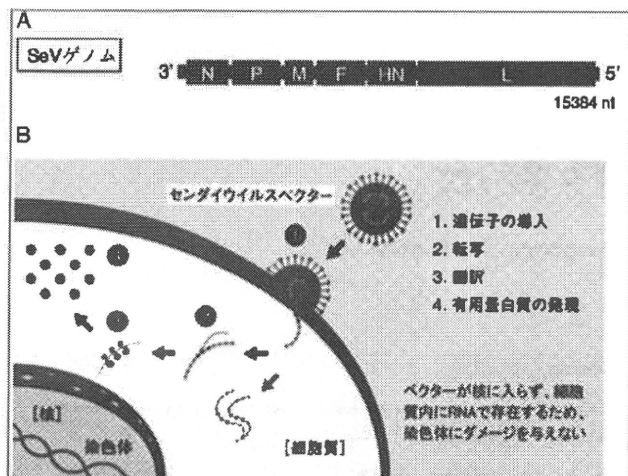 A
SeVゲノム
3' N P M F HN L 5'
15384 nt
B
センダイウイルスベクター
1. 遺伝子の導入
2. 転写
3. 翻訳
4. 有用蛋白質の発現
ベクターが核に入らず、細胞
質内にRNAで存在するため、
染色体にダメージを与えない
[核]
染色体
[細胞質]